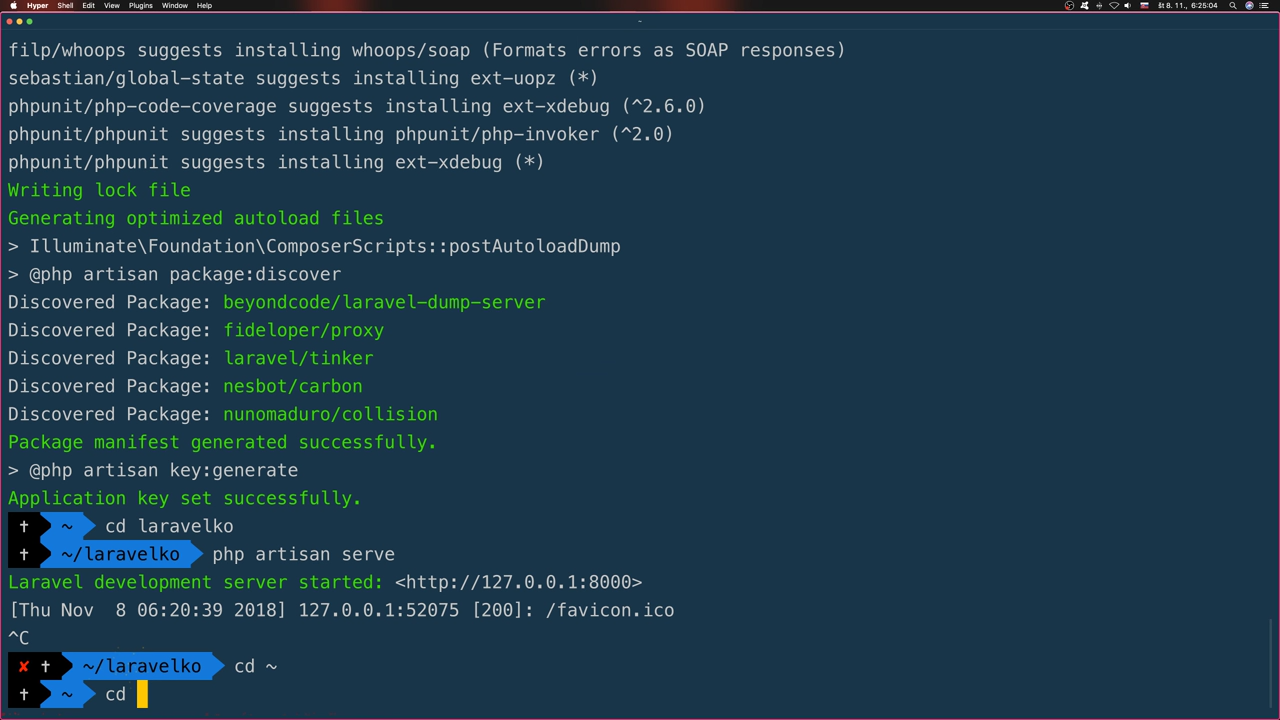 Hyper Shell Edit View Plugins Window Help št 8. 11., 6:25:04
~
filp/whoops suggests installing whoops/soap (Formats errors as SOAP responses)
sebastian/global-state suggests installing ext-uopz (*)
phpunit/php-code-coverage suggests installing ext-xdebug (^2.6.0)
phpunit/phpunit suggests installing phpunit/php-invoker (^2.0)
phpunit/phpunit suggests installing ext-xdebug (*)
Writing lock file
Generating optimized autoload files
> Illuminate\Foundation\ComposerScripts::postAutoloadDump
> @php artisan package:discover
Discovered Package: beyondcode/laravel-dump-server
Discovered Package: fideloper/proxy
Discovered Package: laravel/tinker
Discovered Package: nesbot/carbon
Discovered Package: nunomaduro/collision
Package manifest generated successfully.
> @php artisan key:generate
Application key set successfully.
✝ ~ cd laravelko
✝ ~/laravelko php artisan serve
Laravel development server started: <http://127.0.0.1:8000>
[Thu Nov  8 06:20:39 2018] 127.0.0.1:52075 [200]: /favicon.ico
^C
✘ ✝ ~/laravelko cd ~
✝ ~ cd